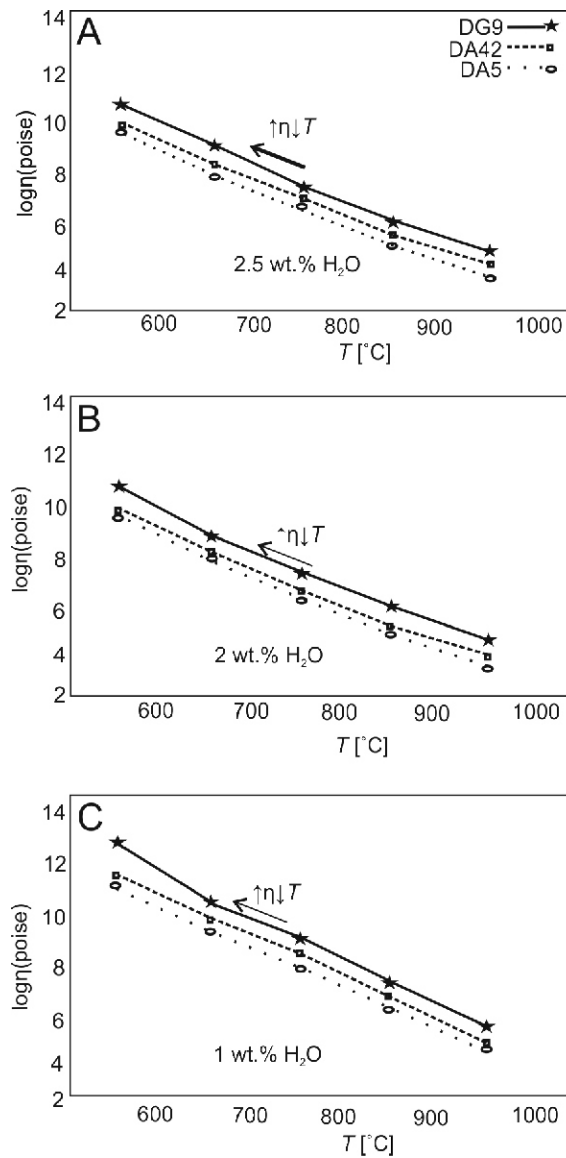 A
14
12
10
8
6
4
2
logη(poise)
DG9
DA42
DA5
↑η↓T
2.5 wt.% H₂O
600 700 800 900 1000
T [˚C]
B
14
12
10
8
6
4
2
logη(poise)
ˆη↓T
2 wt.% H₂O
600 700 800 900 1000
T [˚C]
C
14
12
10
8
6
4
2
logη(poise)
↑η↓T
1 wt.% H₂O
600 700 800 900 1000
T [˚C]